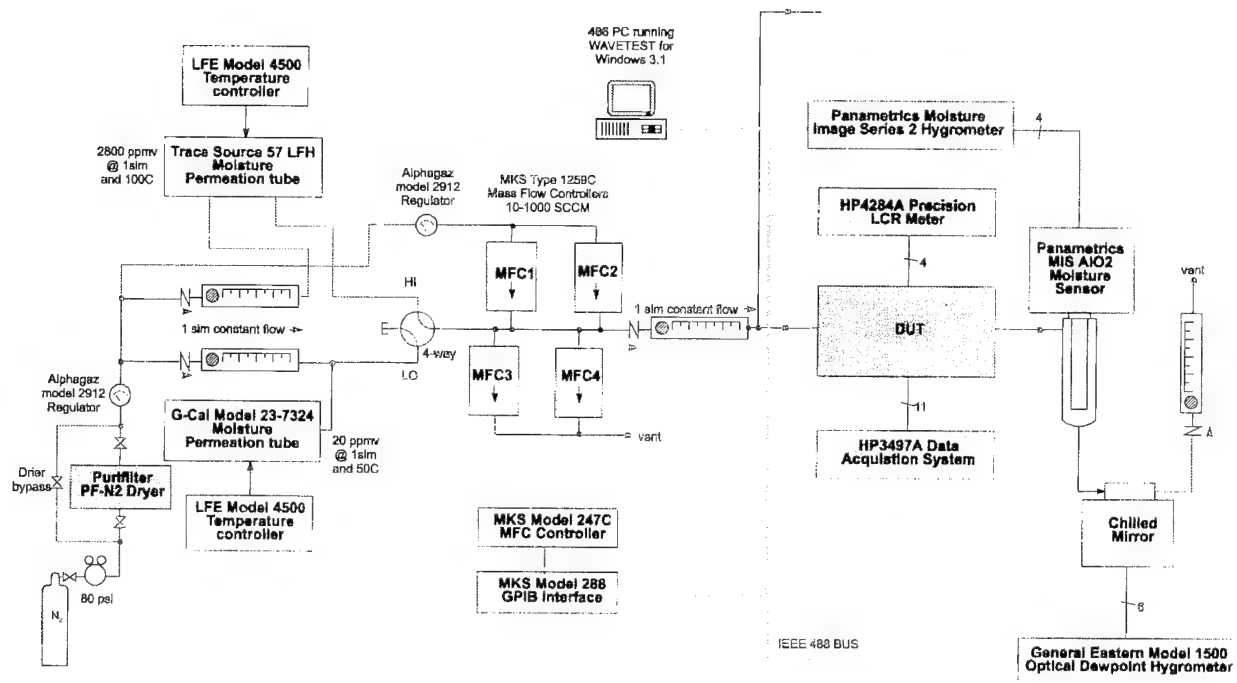 486 PC running
WAVETEST for
Windows 3.1
LFE Model 4500
Temperature
controller
2800 ppmv
@ 1slm
and 100C
Trace Source 57 LFH
Moisture
Permeation tube
Alphagaz
model 2912
Regulator
MKS Type 1259C
Mass Flow Controllers
10-1000 SCCM
Panametrics Moisture
Image Series 2 Hygrometer
4
HP4284A Precision
LCR Meter
4
Panametrics
MIS AlO2
Moisture
Sensor
vent
MFC1
MFC2
HI
1 slm constant flow
4-way
LO
1 slm constant flow
DUT
MFC3
MFC4
vent
Alphagaz
model 2912
Regulator
G-Cal Model 23-7324
Moisture
Permeation tube
20 ppmv
@ 1slm
and 50C
11
HP3497A Data
Acquistion System
Drier
bypass
Purifilter
PF-N2 Dryer
LFE Model 4500
Temperature
controller
Chilled
Mirror
MKS Model 247C
MFC Controller
MKS Model 288
GPIB Interface
80 psi
N2
6
IEEE 488 BUS
General Eastern Model 1500
Optical Dewpoint Hygrometer